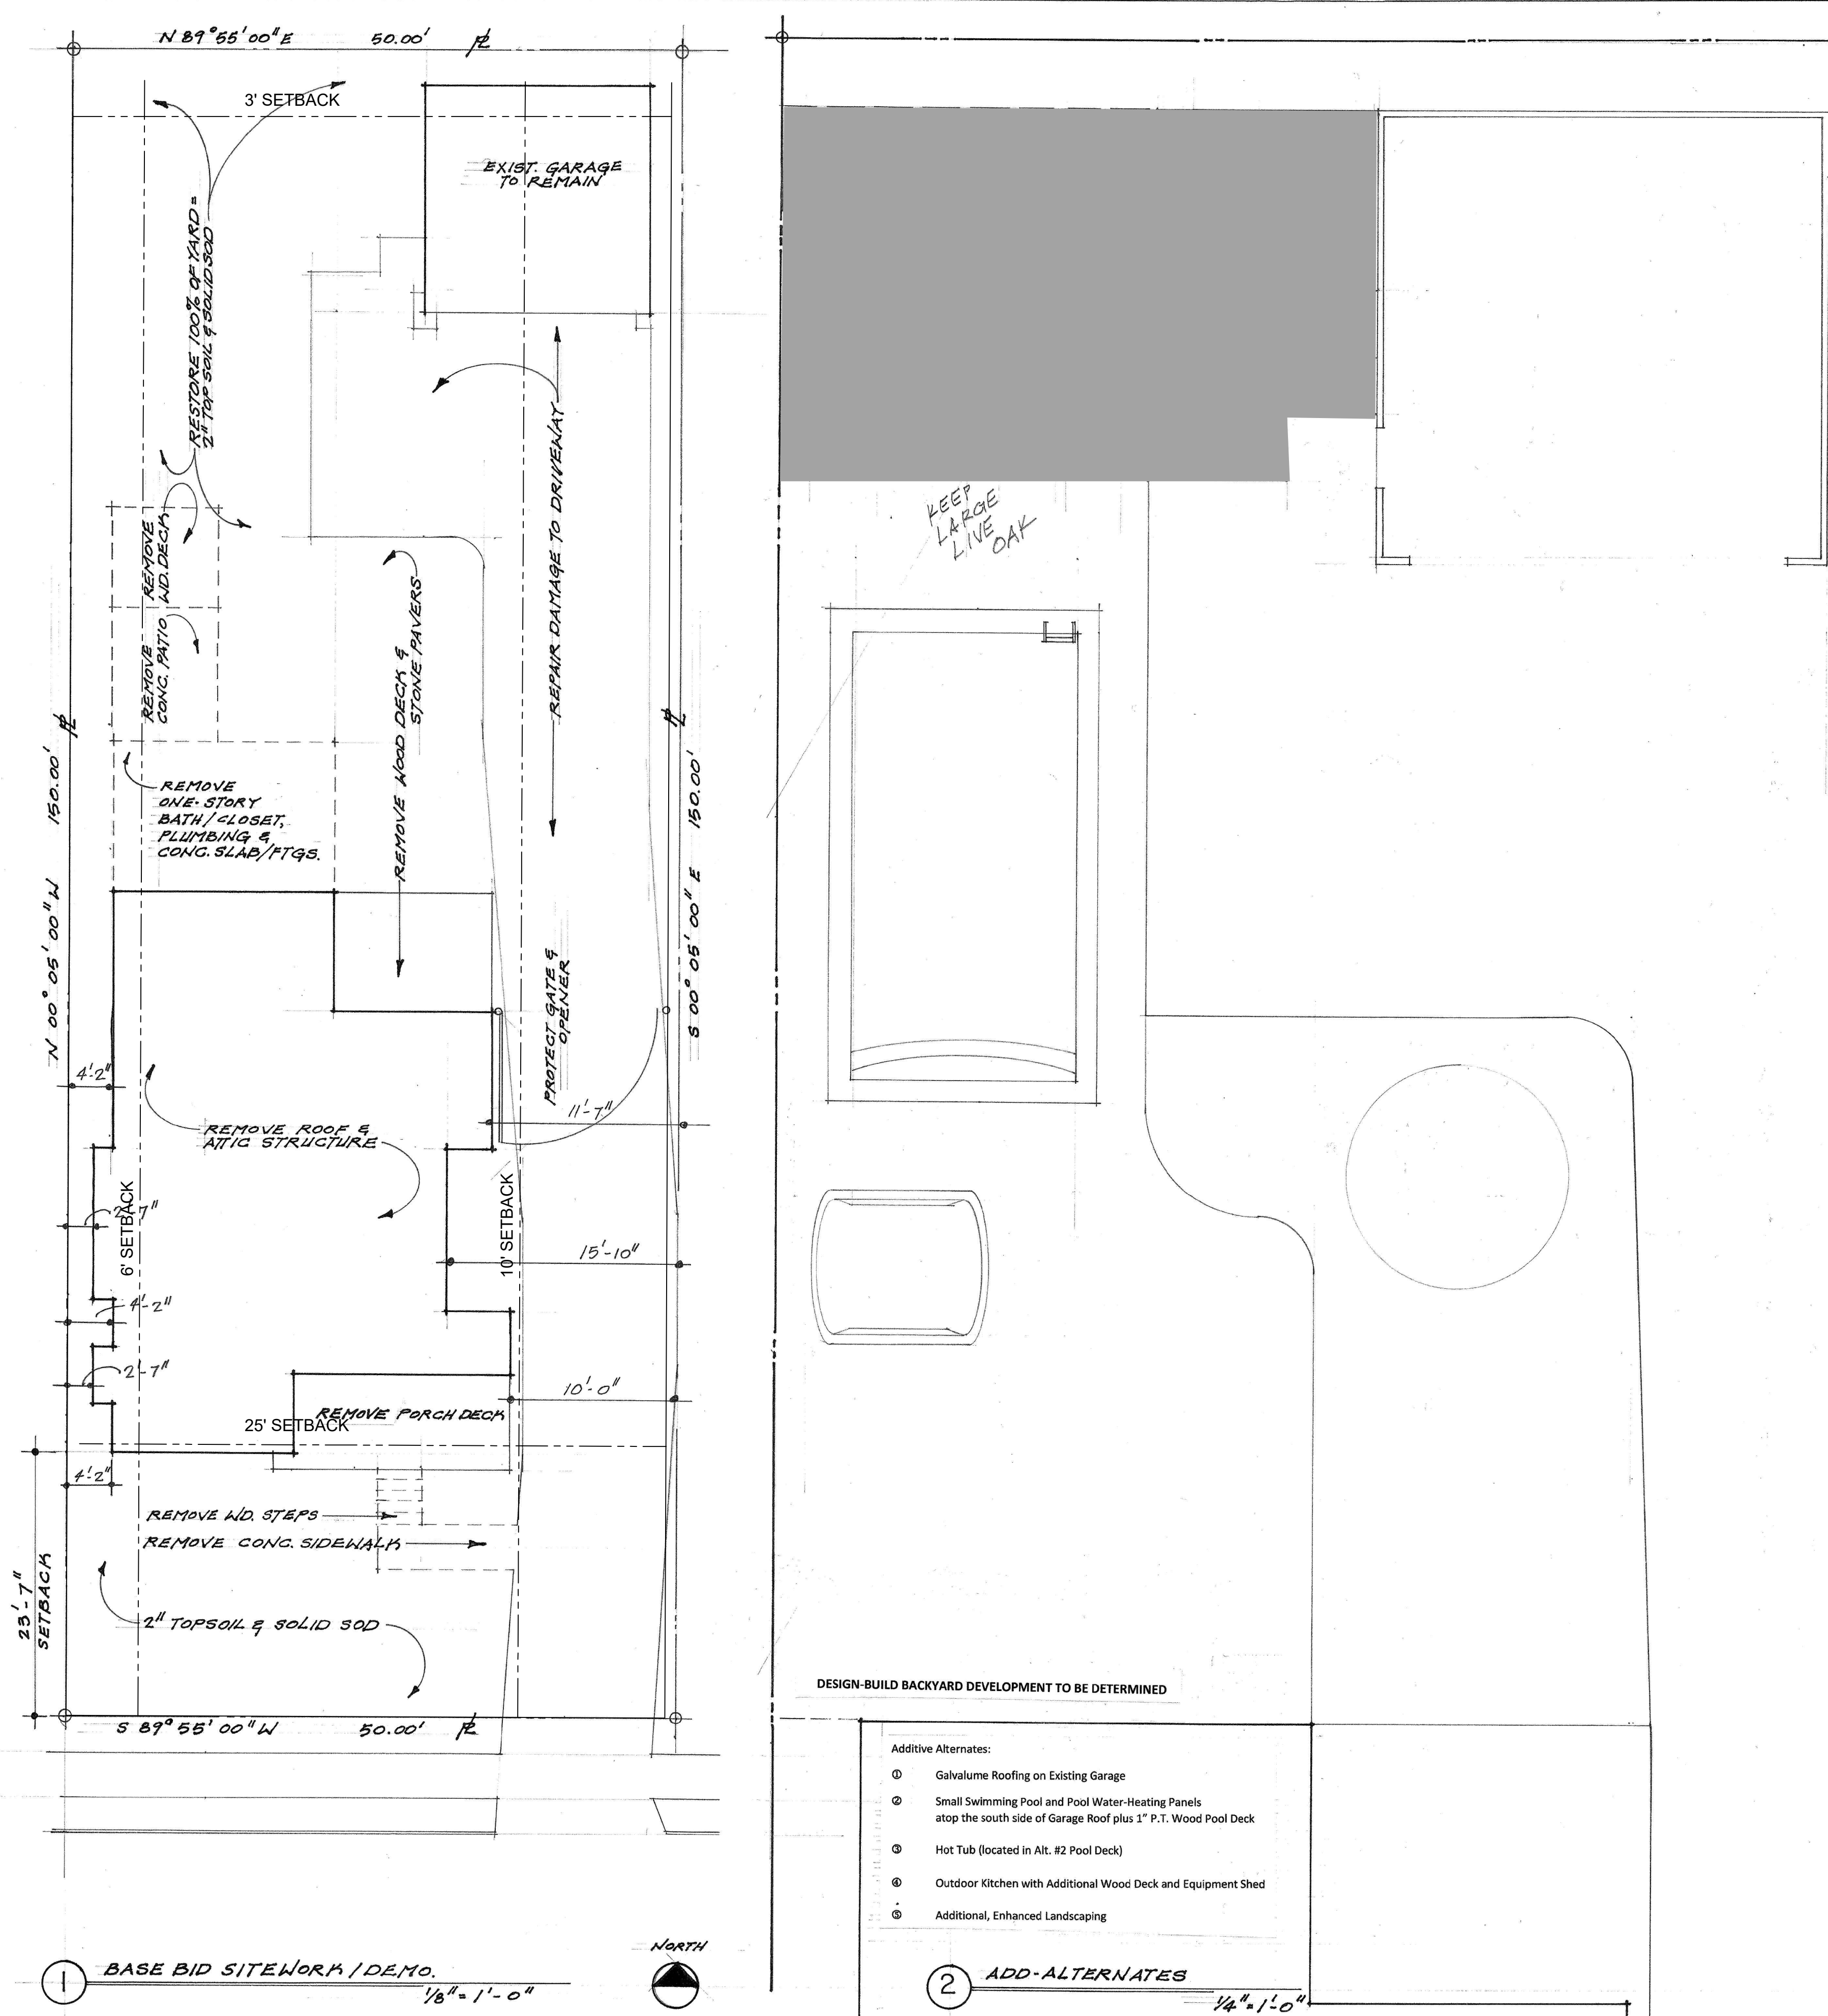 N 89°55'00" E 50.00' PL
3' SETBACK
EXIST. GARAGE
TO REMAIN
RESTORE 100% OF YARD =
2" TOP SOIL & SOLID SOD
REPAIR DAMAGE TO DRIVEWAY
REMOVE
WD. DECK
REMOVE
CONC. PATIO
REMOVE WOOD DECK &
STONE PAVERS
PL
PL
N 00° 05' 00" W 150.00'
S 00° 05' 00" E 150.00'
REMOVE
ONE-STORY
BATH/CLOSET,
PLUMBING &
CONC. SLAB/FTGS.
PROTECT GATE &
OPENER
4'-2"
11'-7"
REMOVE ROOF &
ATTIC STRUCTURE
6' SETBACK
10' SETBACK
2'-7"
15'-10"
4'-2"
2'-7"
10'-0"
REMOVE PORCH DECK
25' SETBACK
4'-2"
REMOVE WD. STEPS
REMOVE CONC. SIDEWALK
23'-7"
SETBACK
2" TOPSOIL & SOLID SOD
S 89°55'00" W 50.00' PL
1 BASE BID SITEWORK/DEMO.
1/8" = 1'-0"
NORTH
KEEP
LARGE
LIVE
OAK
DESIGN-BUILD BACKYARD DEVELOPMENT TO BE DETERMINED
Additive Alternates:
① Galvalume Roofing on Existing Garage
② Small Swimming Pool and Pool Water-Heating Panels
atop the south side of Garage Roof plus 1" P.T. Wood Pool Deck
③ Hot Tub (located in Alt. #2 Pool Deck)
④ Outdoor Kitchen with Additional Wood Deck and Equipment Shed
⑤ Additional, Enhanced Landscaping
2 ADD-ALTERNATES
1/4" = 1'-0"